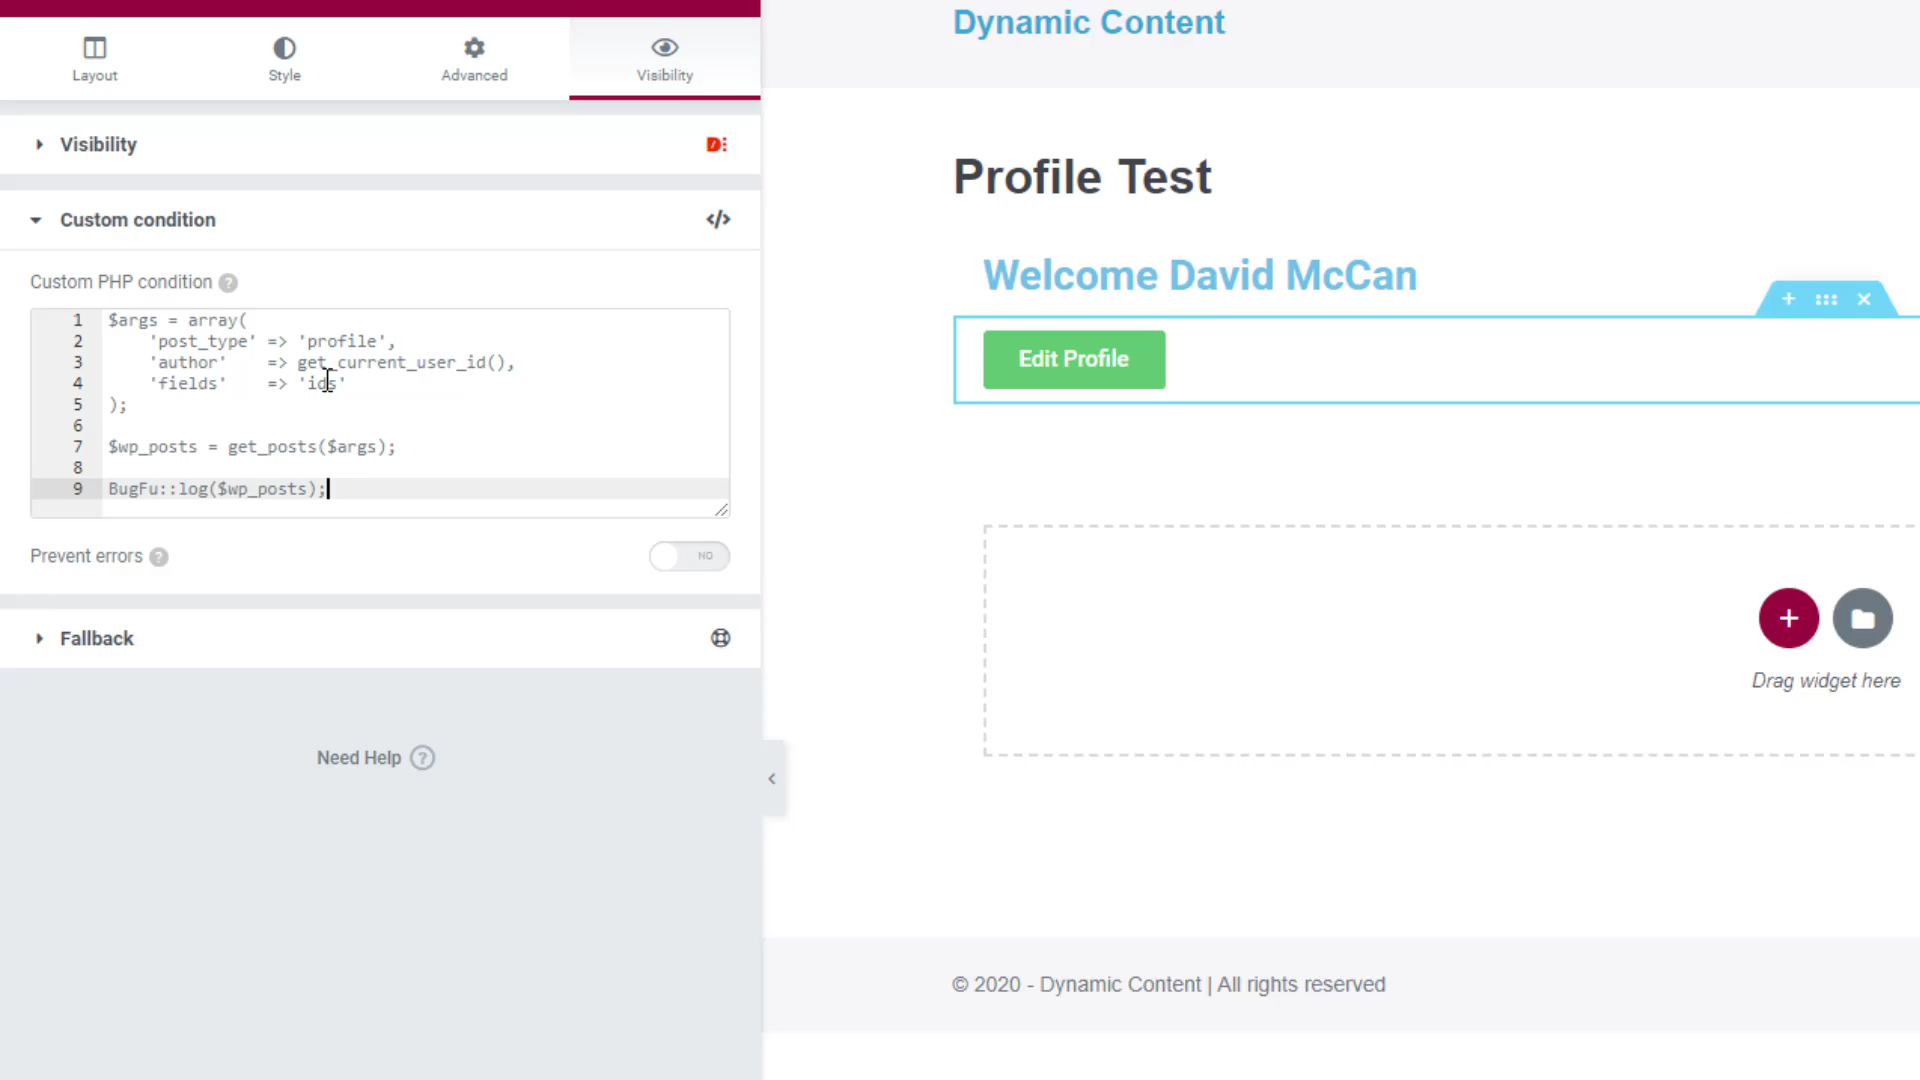 Layout
Style
Advanced
Visibility
Visibility
D:
Custom condition
</>
Custom PHP condition ?
1 $args = array(
2 'post_type' => 'profile',
3 'author' => get_current_user_id(),
4 'fields' => 'ids'
5 );
6
7 $wp_posts = get_posts($args);
8
9 BugFu::log($wp_posts);
Prevent errors ?
NO
Fallback
Need Help ?
Dynamic Content
Profile Test
Welcome David McCan
Edit Profile
Drag widget here
© 2020 - Dynamic Content | All rights reserved